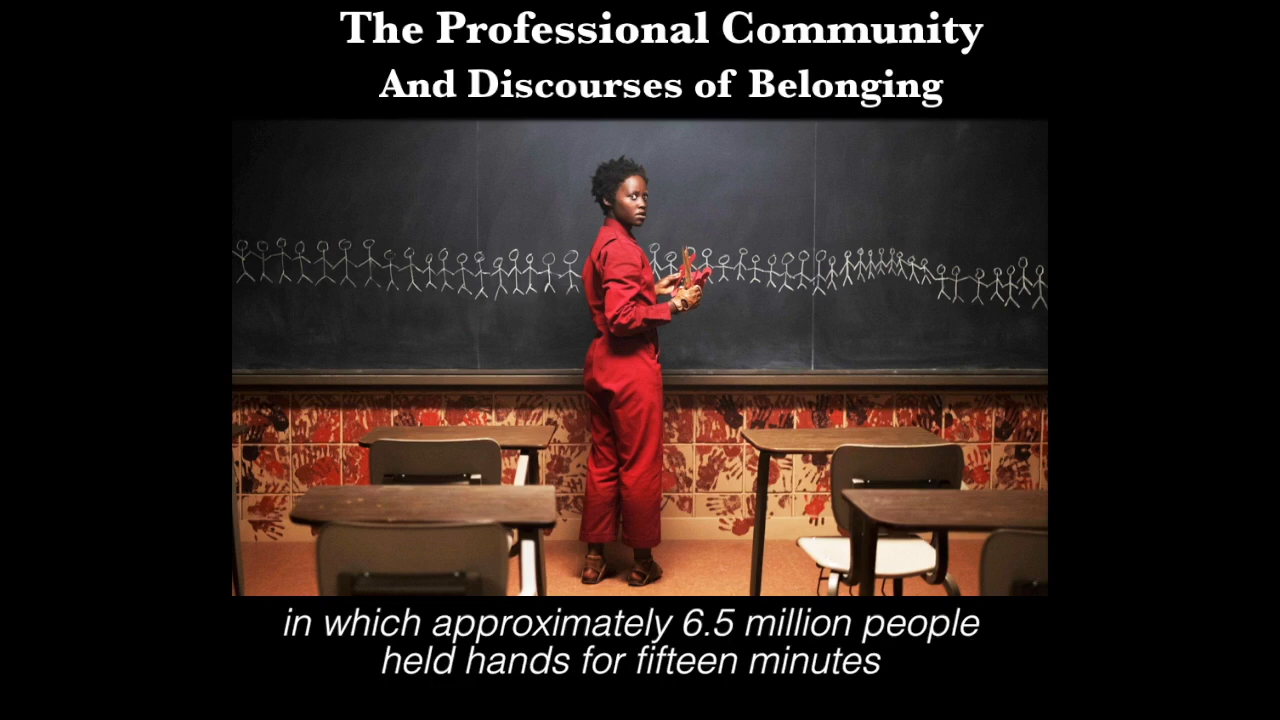 The Professional Community
And Discourses of Belonging
in which approximately 6.5 million people
held hands for fifteen minutes